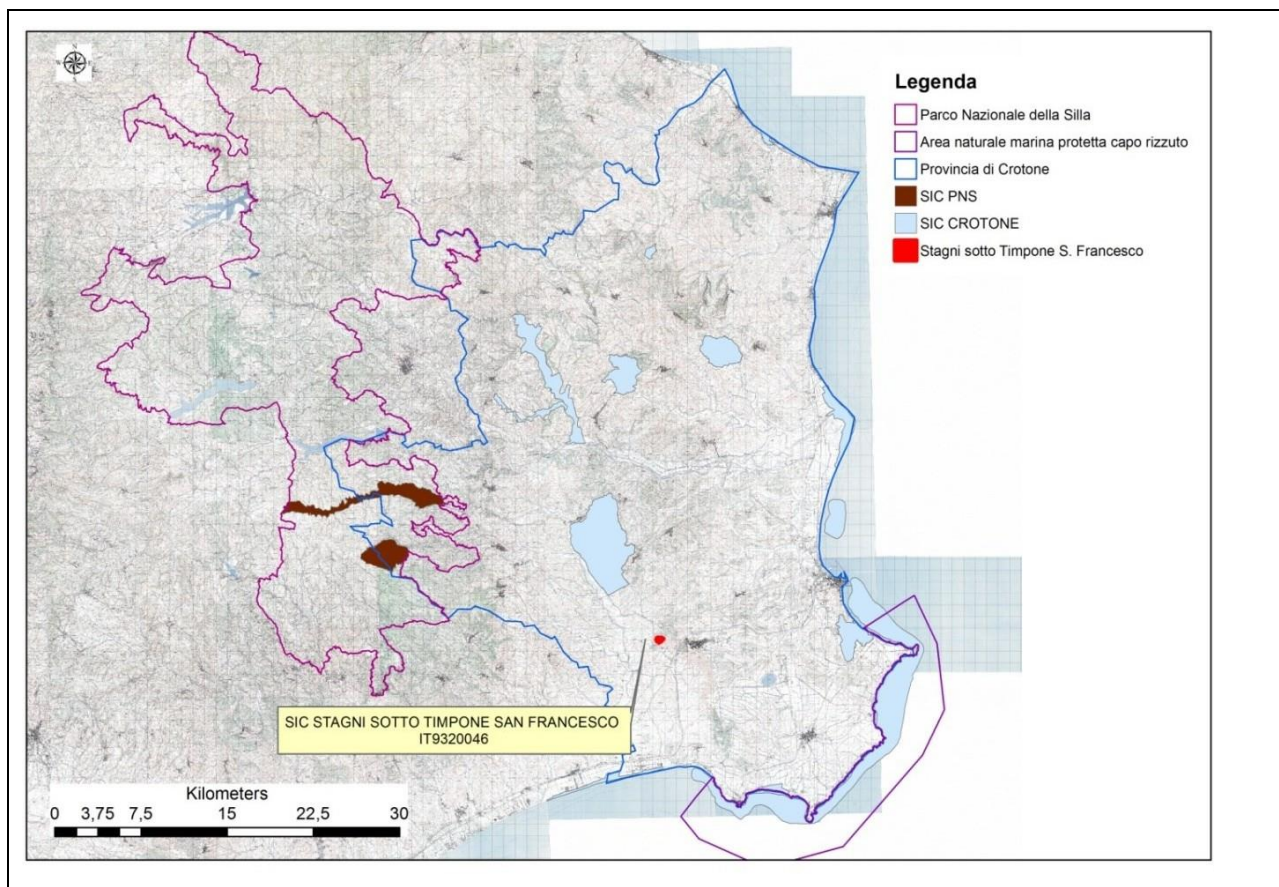 Legenda
Parco Nazionale della Silla
Area naturale marina protetta capo rizzuto
Provincia di Crotone
SIC PNS
SIC CROTONE
Stagni sotto Timpone S. Francesco
SIC STAGNI SOTTO TIMPONE SAN FRANCESCO
IT9320046
Kilometers
0 3,75 7,5 15 22,5 30